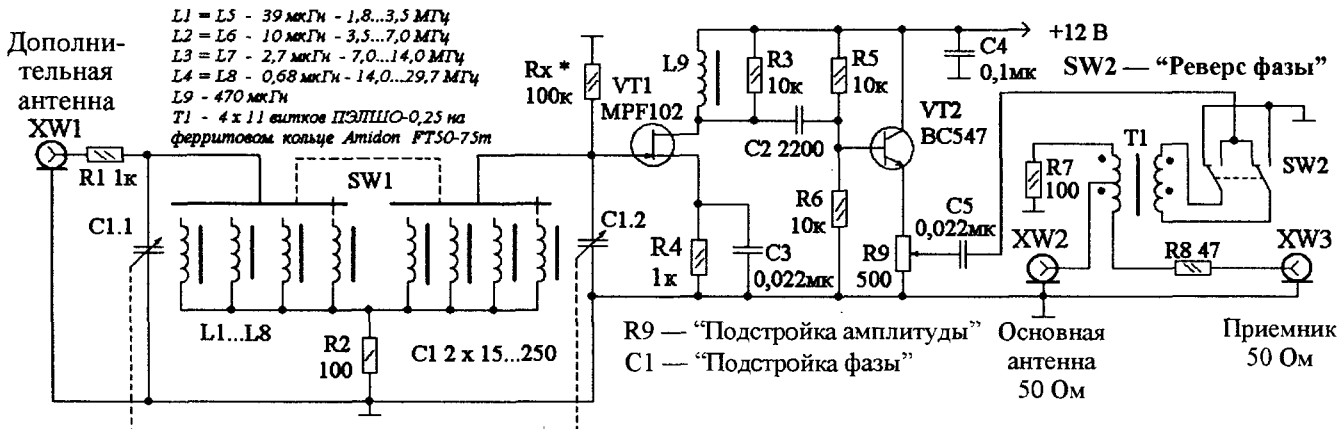 L1 = L5 - 39 мкГн - 1,8...3,5 МГц
L2 = L6 - 10 мкГн - 3,5...7,0 МГц
L3 = L7 - 2,7 мкГн - 7,0...14,0 МГц
L4 = L8 - 0,68 мкГн - 14,0...29,7 МГц
L9 - 470 мкГн
T1 - 4 x 11 витков ПЭЛШО-0,25 на
ферритовом кольце Amidon FT50-75m
Дополни-
тельная
антенна
XW1
R1 1к
C1.1
SW1
L1...L8
R2
100
C1 2 x 15...250
Rx *
100к
VT1
MPF102
C1.2
L9
R3
10к
R5
10к
C2 2200
R4
1к
C3
0,022мк
R6
10к
VT2
BC547
R9
500
C5
0,022мк
C4
0,1мк
+12 В
SW2 — “Реверс фазы”
R7
100
T1
SW2
XW2
R8 47
XW3
R9 — “Подстройка амплитуды”
C1 — “Подстройка фазы”
Основная
антенна
50 Ом
Приемник
50 Ом